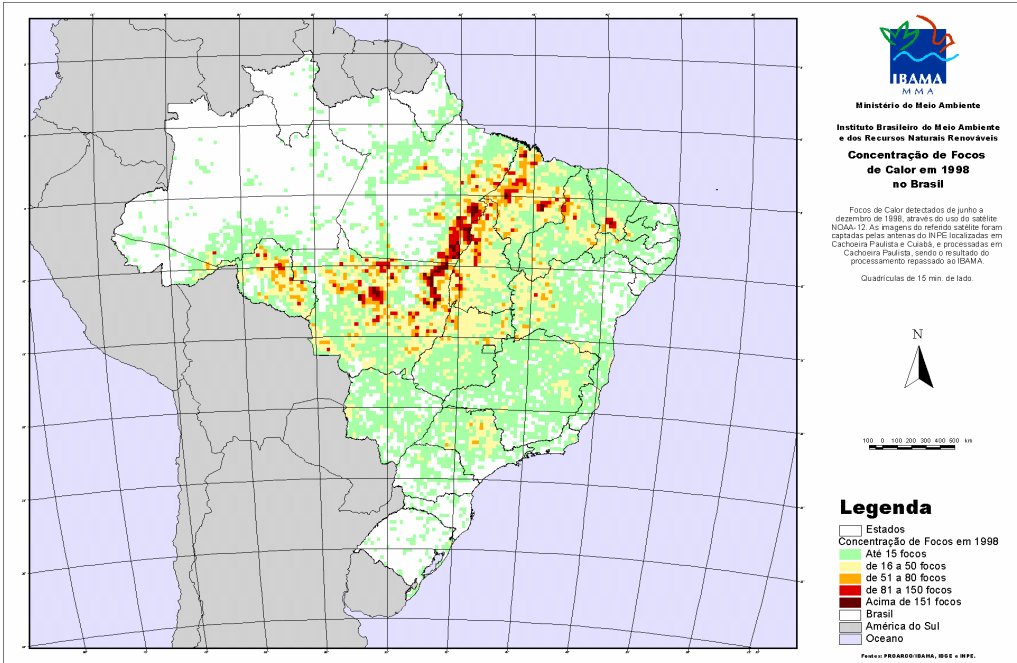 IBAMA
MMA
Ministério do Meio Ambiente
Instituto Brasileiro do Meio Ambiente
e dos Recursos Naturais Renováveis
Concentração de Focos
de Calor em 1998
no Brasil
Focos de Calor detectados de junho a
dezembro de 1998, através do uso do satélite
NOAA-12. As imagens do referido satélite foram
captadas pelas antenas do INPE localizadas em
Cachoeira Paulista e Cuiabá, e processadas em
Cachoeira Paulista, sendo o resultado do
processamento repassado ao IBAMA.
Quadrículas de 15 min. de lado.
N
100 0 100 200 300 400 500 km
Legenda
Estados
Concentração de Focos em 1998
Até 15 focos
de 16 a 50 focos
de 51 a 80 focos
de 81 a 150 focos
Acima de 151 focos
Brasil
América do Sul
Oceano
Fontes: PROARCO/IBAMA, IBGE e INPE.